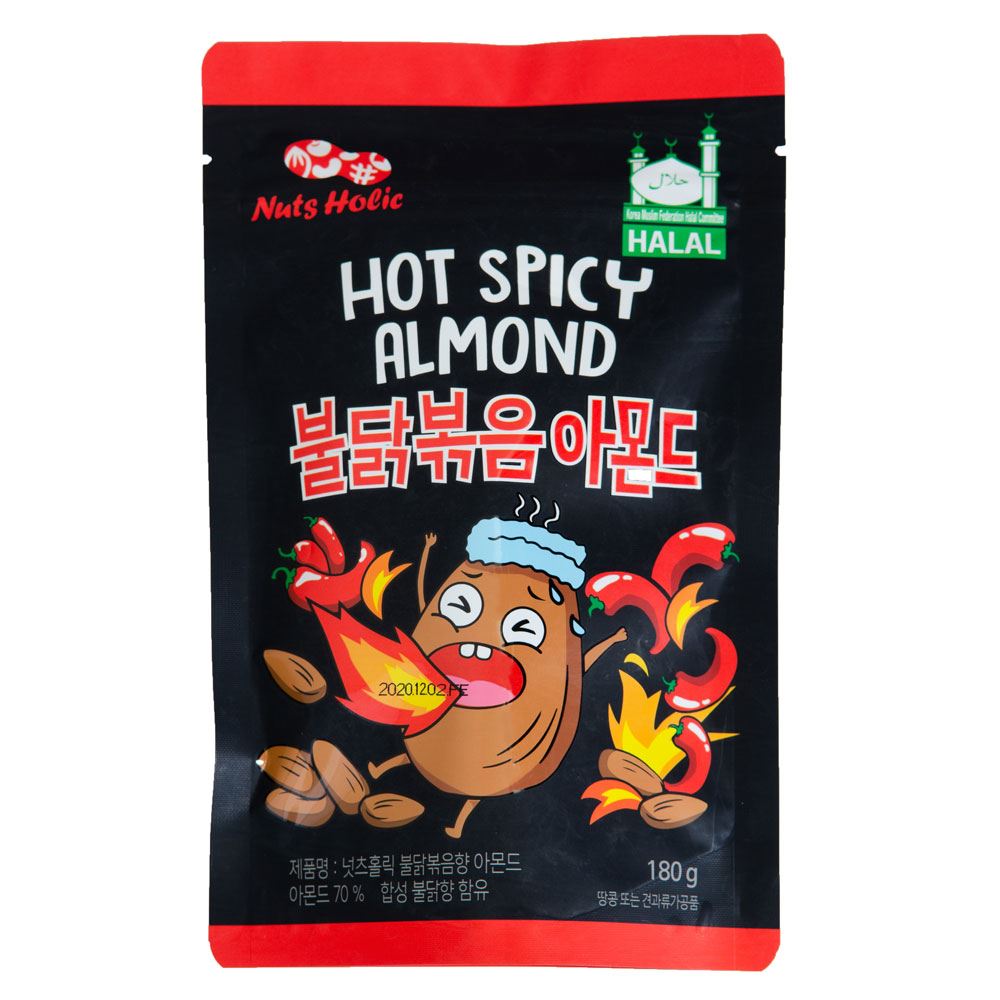 Nuts Holic
حلال
Korea Muslim Federation Halal Committee
HALAL
HOT SPICY
ALMOND
불닭볶음 아몬드
2020.12.02.FE
제품명 : 넛츠홀릭 불닭볶음향 아몬드
아몬드 70 % 합성 불닭향 함유
180 g
땅콩 또는 견과류가공품